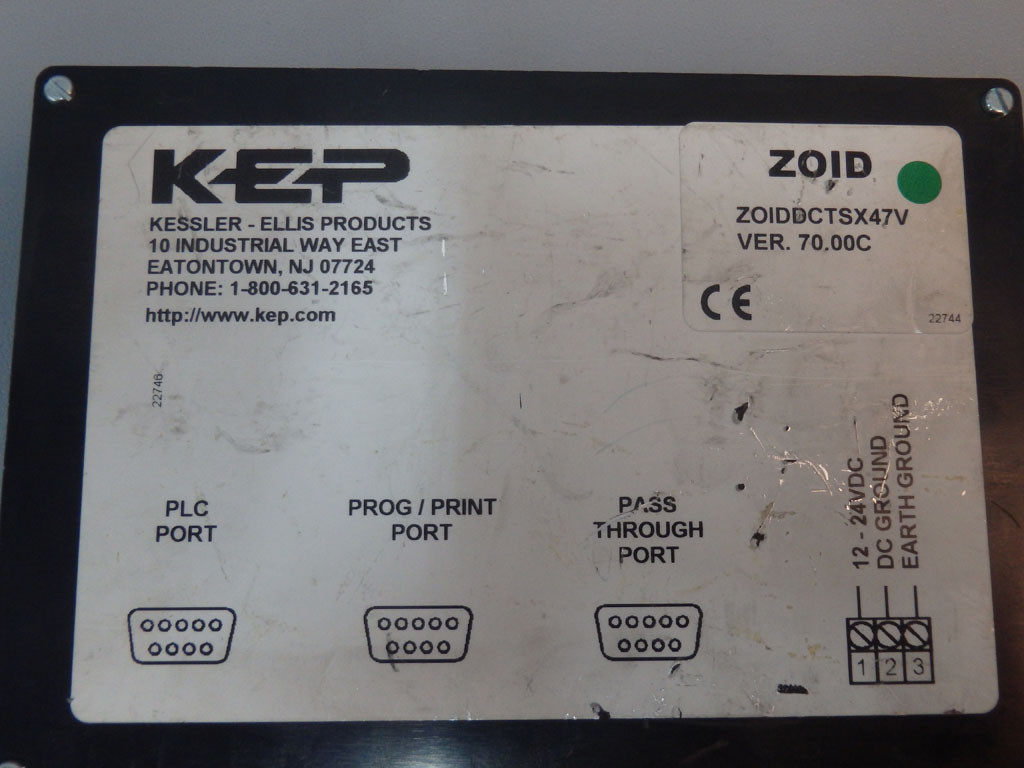 KEP
KESSLER - ELLIS PRODUCTS
10 INDUSTRIAL WAY EAST
EATONTOWN, NJ 07724
PHONE: 1-800-631-2165
http://www.kep.com
22746
ZOID
ZOIDDCTSX47V
VER. 70.00C
CE
22744
PLC
PORT
PROG / PRINT
PORT
PASS
THROUGH
PORT
12 - 24VDC
DC GROUND
EARTH GROUND
1 2 3